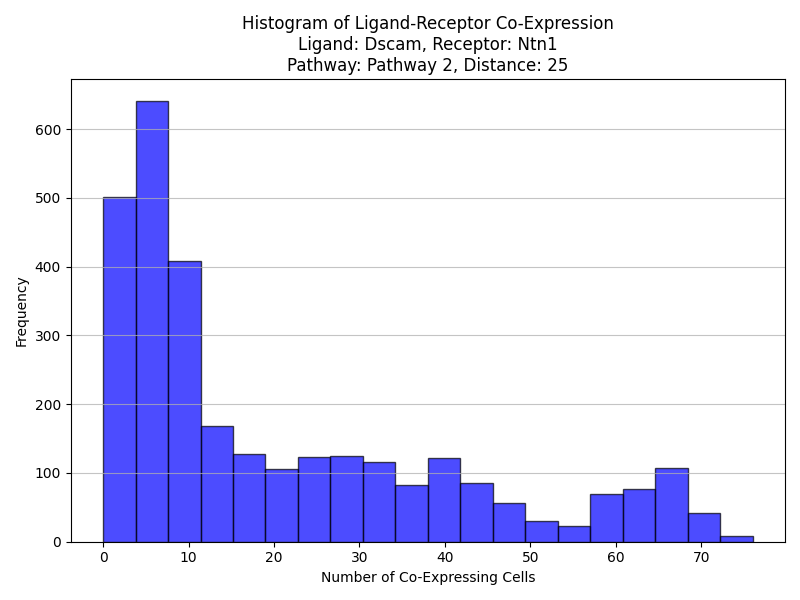 Histogram of Ligand-Receptor Co-Expression
Ligand: Dscam, Receptor: Ntn1
Pathway: Pathway 2, Distance: 25
600
500
400
300
200
100
0
Frequency
0 10 20 30 40 50 60 70
Number of Co-Expressing Cells